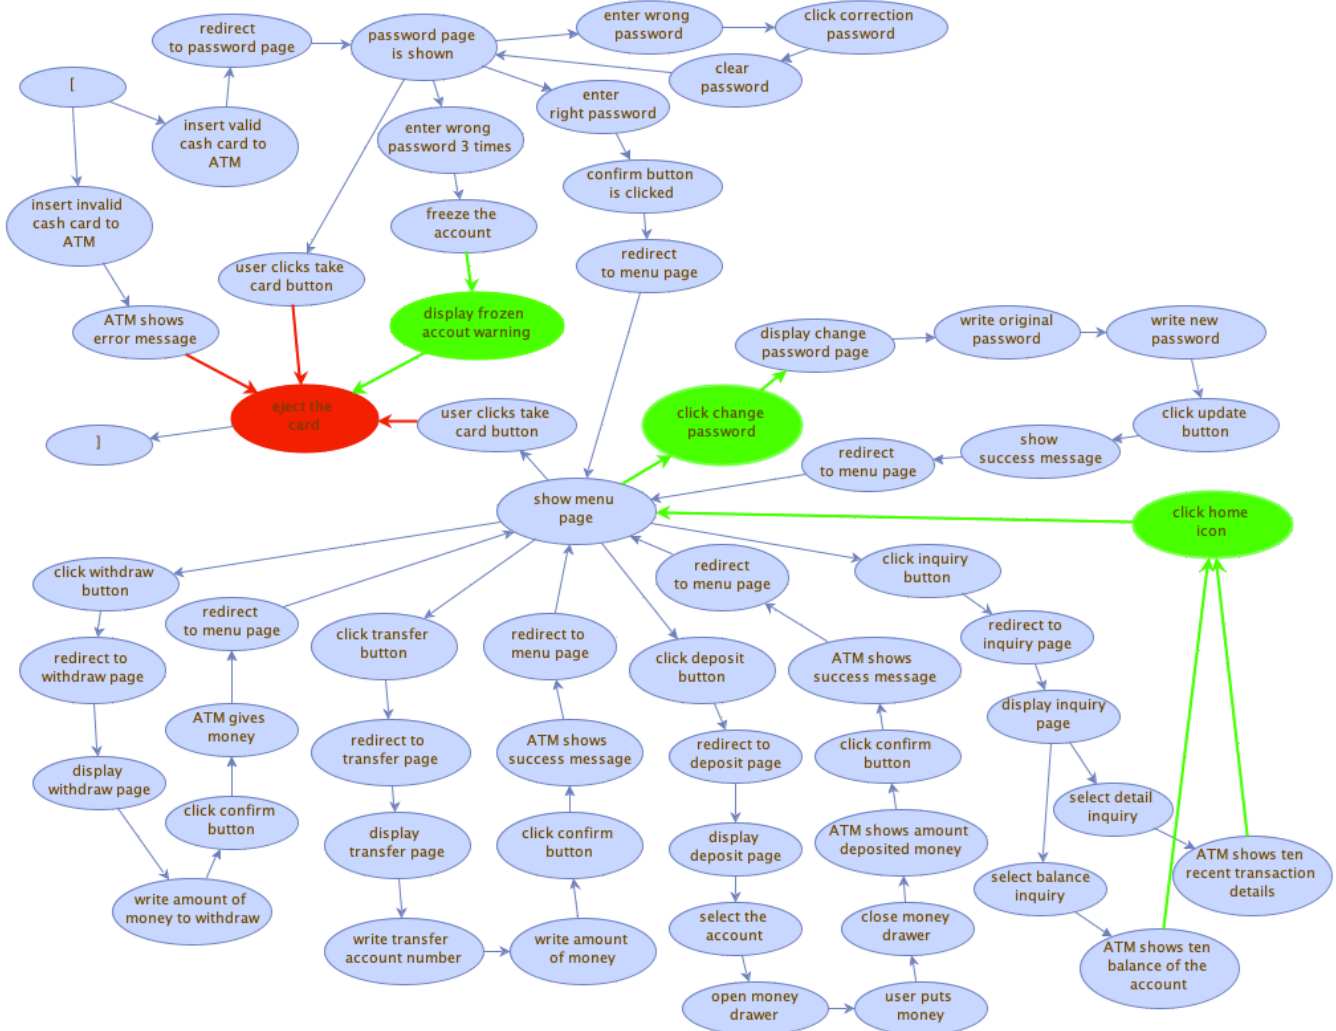 redirect
to password page
password page
is shown
enter wrong
password
click correction
password
clear
password
[
insert valid
cash card to
ATM
enter
right password
enter wrong
password 3 times
confirm button
is clicked
insert invalid
cash card to
ATM
freeze the
account
redirect
to menu page
user clicks take
card button
ATM shows
error message
display frozen
accout warning
display change
password page
write original
password
write new
password
eject the
card
user clicks take
card button
click change
password
click update
button
]
show
success message
redirect
to menu page
show menu
page
click home
icon
click withdraw
button
redirect
to menu page
click inquiry
button
redirect
to menu page
click transfer
button
redirect to
menu page
click deposit
button
ATM shows
success message
redirect to
inquiry page
redirect to
withdraw page
ATM gives
money
redirect to
transfer page
ATM shows
success message
redirect to
deposit page
click confirm
button
display inquiry
page
display
withdraw page
click confirm
button
display
transfer page
click confirm
button
display
deposit page
ATM shows amount
deposited money
select detail
inquiry
ATM shows ten
recent transaction
details
select balance
inquiry
write amount of
money to withdraw
write transfer
account number
write amount
of money
select the
account
close money
drawer
ATM shows ten
balance of the
account
open money
drawer
user puts
money